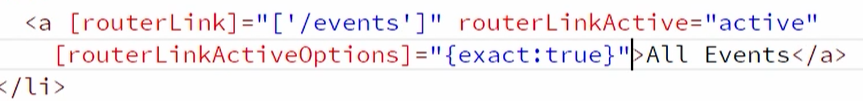 <a [routerLink]="['/events']" routerLinkActive="active"
[routerLinkActiveOptions]="{exact:true}">All Events</a>
</li>